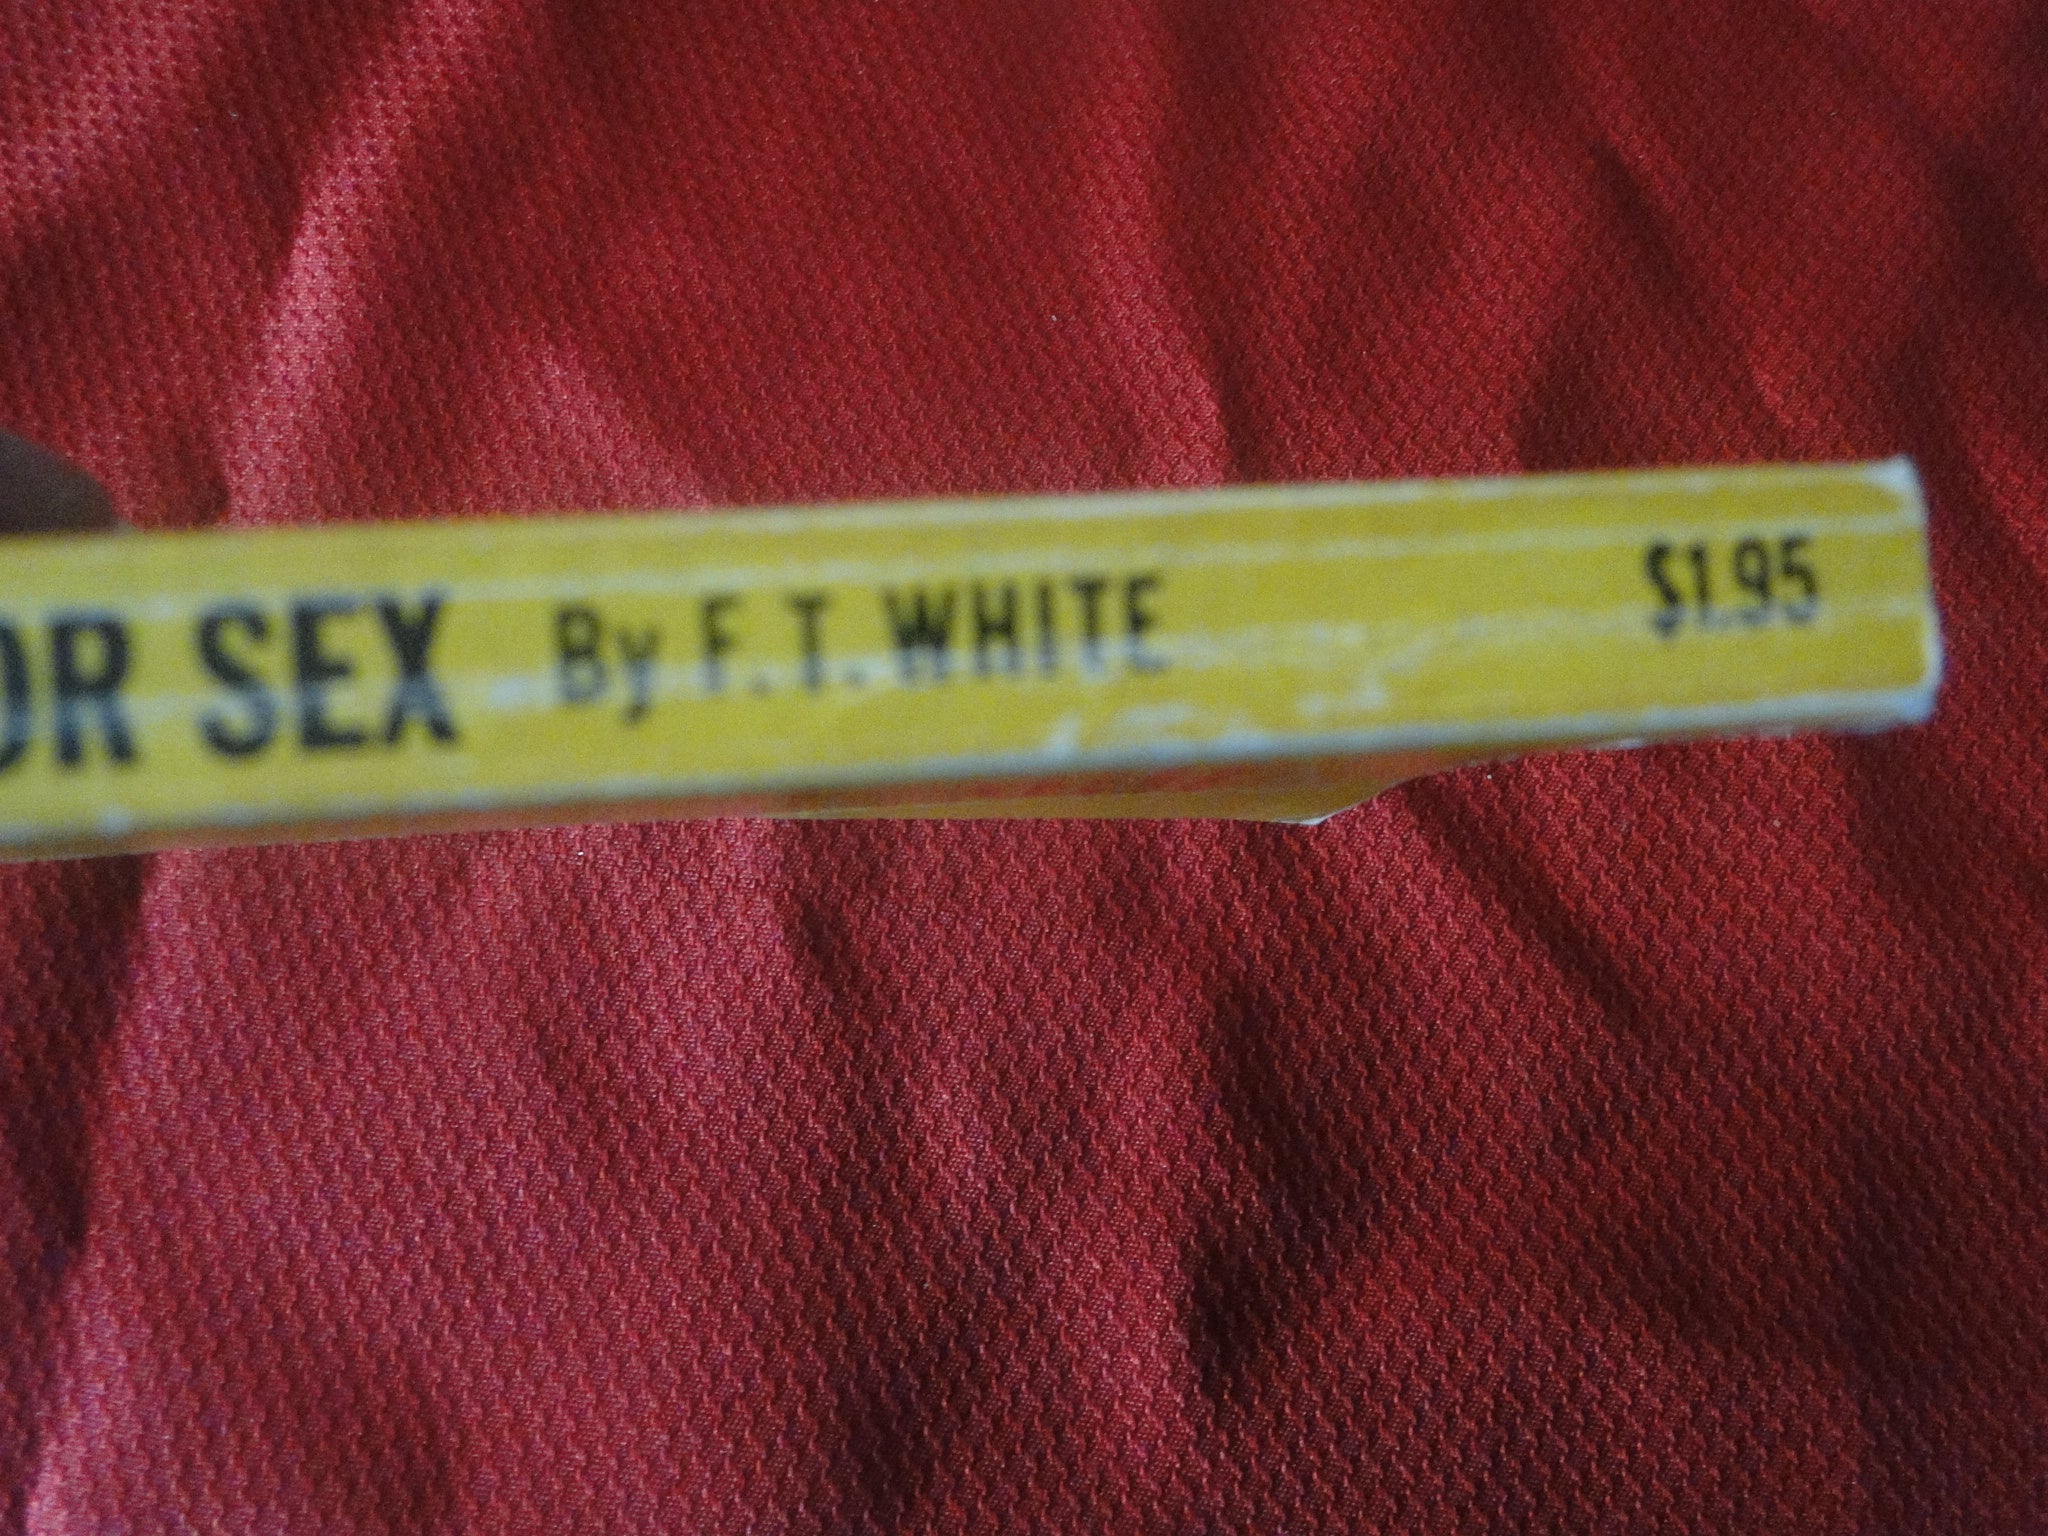 OR SEX By F. T. WHITE $1.95